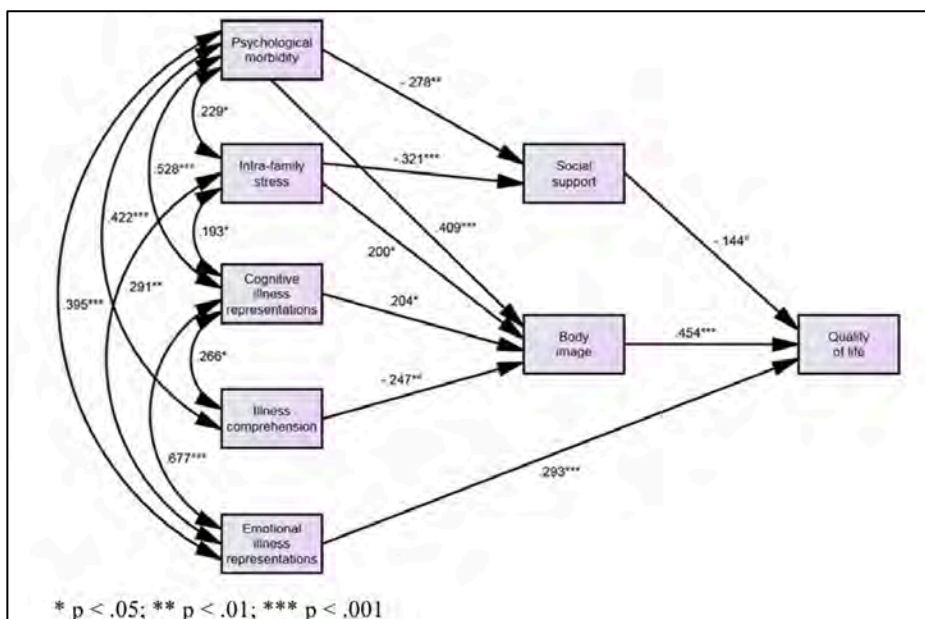 Psychological
morbidity
-.278**
.229*
Intra-family
stress
-.321***
Social
support
.528***
.409***
.422***
.193*
.200*
-.144*
Cognitive
illness
representations
.204*
.291**
.395***
Body
image
.454***
Quality
of life
.266*
-.247**
Illness
comprehension
.677***
.293***
Emotional
illness
representations
* p < .05; ** p < .01; *** p < .001